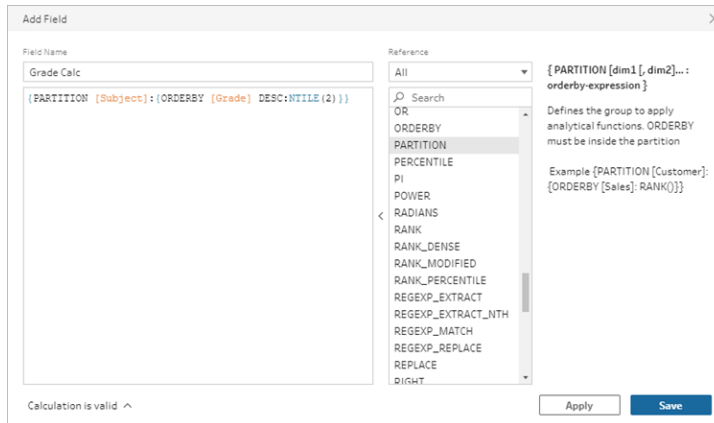 Add Field
Field Name
Grade Calc
{PARTITION [Subject]:{ORDERBY [Grade] DESC:NTILE(2)}}
Reference
All
Search
OR
ORDERBY
PARTITION
PERCENTILE
PI
POWER
RADIANS
RANK
RANK_DENSE
RANK_MODIFIED
RANK_PERCENTILE
REGEXP_EXTRACT
REGEXP_EXTRACT_NTH
REGEXP_MATCH
REGEXP_REPLACE
REPLACE
RIGHT
{ PARTITION [dim1 [, dim2]... :
orderby-expression }
Defines the group to apply
analytical functions. ORDERBY
must be inside the partition
Example {PARTITION [Customer]:
{ORDERBY [Sales]: RANK()}}
Calculation is valid
Apply
Save